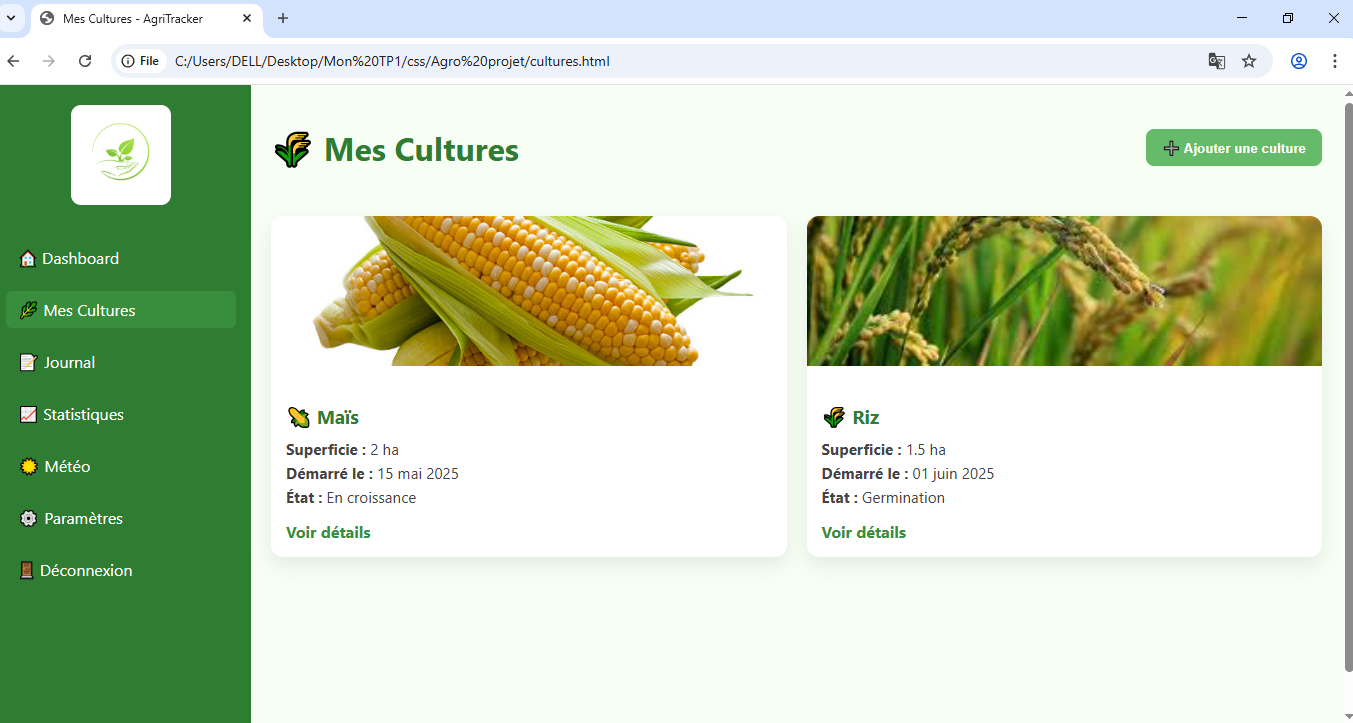 Mes Cultures - AgriTracker
File
C:/Users/DELL/Desktop/Mon%20TP1/css/Agro%20projet/cultures.html
Mes Cultures
Ajouter une culture
Dashboard
Mes Cultures
Journal
Statistiques
Météo
Paramètres
Déconnexion
Maïs
Superficie : 2 ha
Démarré le : 15 mai 2025
État : En croissance
Voir détails
Riz
Superficie : 1.5 ha
Démarré le : 01 juin 2025
État : Germination
Voir détails